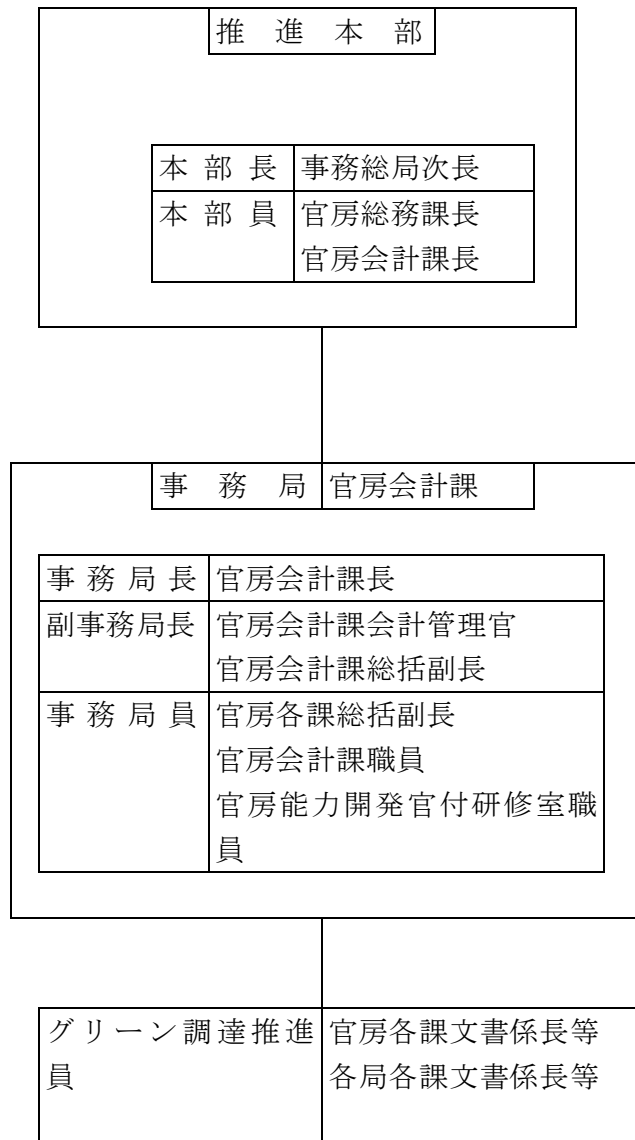 推進本部
本部長 事務総局次長
本部員 官房総務課長
官房会計課長
事務局 官房会計課
事務局長 官房会計課長
副事務局長 官房会計課会計管理官
官房会計課総括副長
事務局員 官房各課総括副長
官房会計課職員
官房能力開発官付研修室職
員
グリーン調達推進 官房各課文書係長等
員 各局各課文書係長等